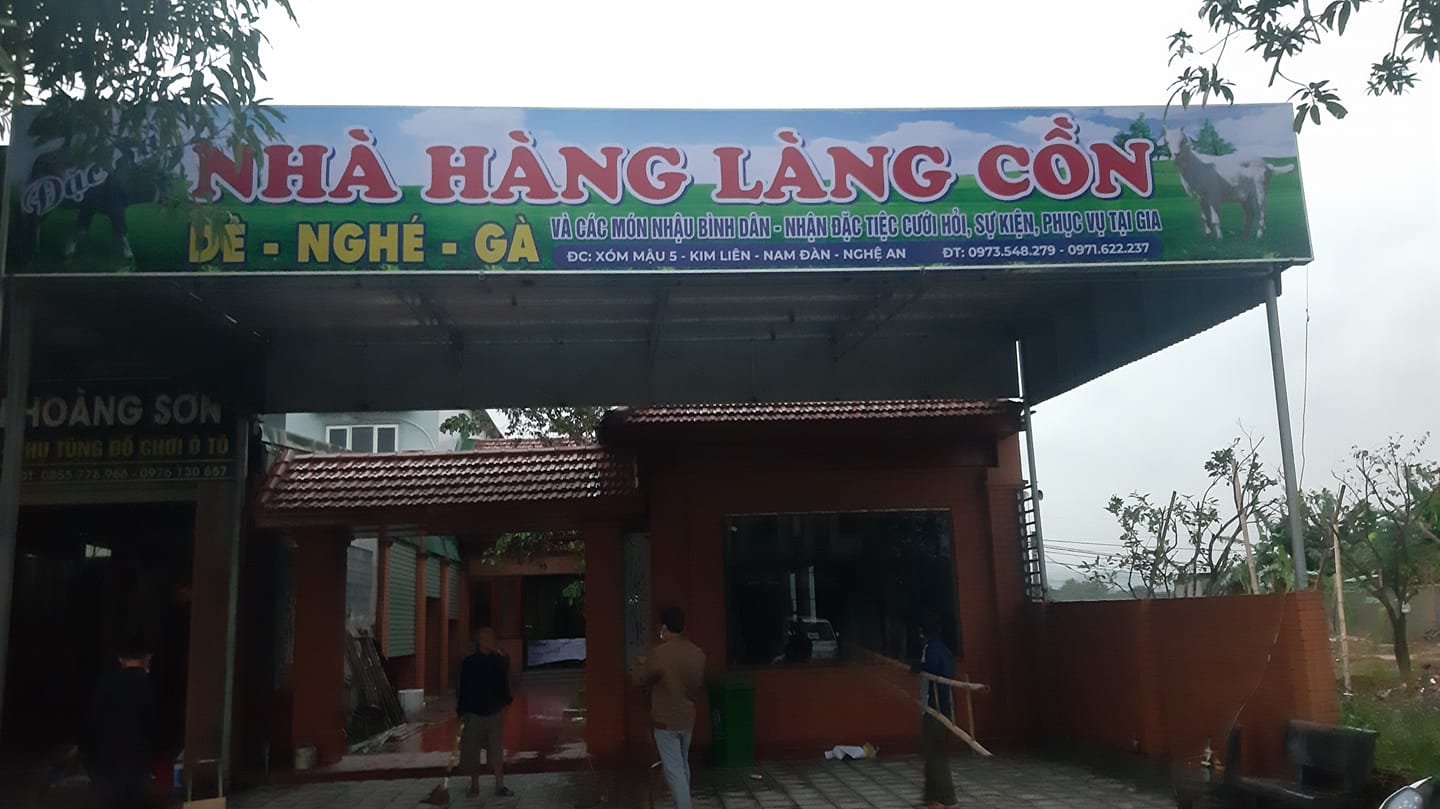 NHÀ HÀNG LÀNG CỒN
Đặc
DÊ - NGHÉ - GÀ
VÀ CÁC MÓN NHẬU BÌNH DÂN - NHẬN ĐẶC TIỆC CƯỚI HỎI, SỰ KIỆN, PHỤC VỤ TẠI GIA
ĐC: XÓM MẬU 5 - KIM LIÊN - NAM ĐÀN - NGHỆ AN ĐT: 0973.548.279 - 0971.622.237
HOÀNG SƠN
PHỤ TÙNG ĐỒ CHƠI Ô TÔ
0855 778 966 - 0976 130 657